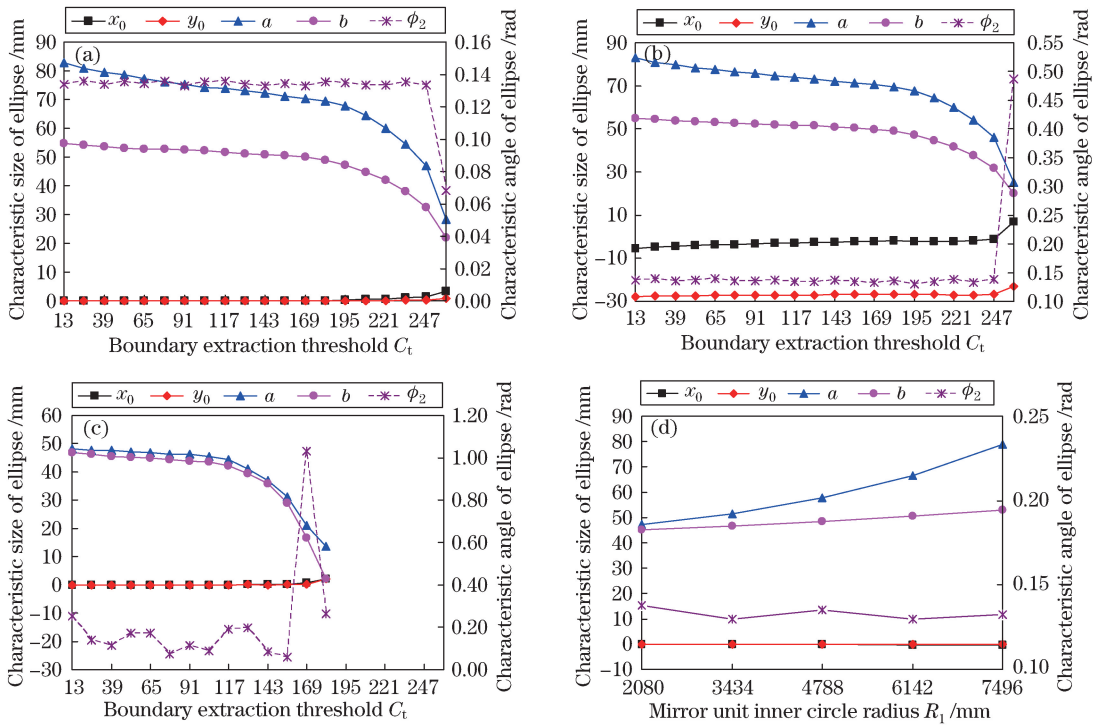 x0 y0 a b ϕ2
(a)
Characteristic size of ellipse /mm
90 80 70 60 50 40 30 20 10 0
0.16 0.14 0.12 0.10 0.08 0.06 0.04 0.02 0.00
Characteristic angle of ellipse /rad
13 39 65 91 117 143 169 195 221 247
Boundary extraction threshold Ct
x0 y0 a b ϕ2
(b)
Characteristic size of ellipse /mm
90 70 50 30 10 −10 −30
0.55 0.50 0.45 0.40 0.35 0.30 0.25 0.20 0.15 0.10
Characteristic angle of ellipse /rad
13 39 65 91 117 143 169 195 221 247
Boundary extraction threshold Ct
x0 y0 a b ϕ2
(c)
Characteristic size of ellipse /mm
60 50 40 30 20 10 0 −10 −20 −30
1.20 1.00 0.80 0.60 0.40 0.20 0.00
Characteristic angle of ellipse /rad
13 39 65 91 117 143 169 195 221 247
Boundary extraction threshold Ct
x0 y0 a b ϕ2
(d)
Characteristic size of ellipse /mm
90 80 70 60 50 40 30 20 10 0 −10
0.25 0.20 0.15 0.10
Characteristic angle of ellipse /rad
2080 3434 4788 6142 7496
Mirror unit inner circle radius R1 /mm